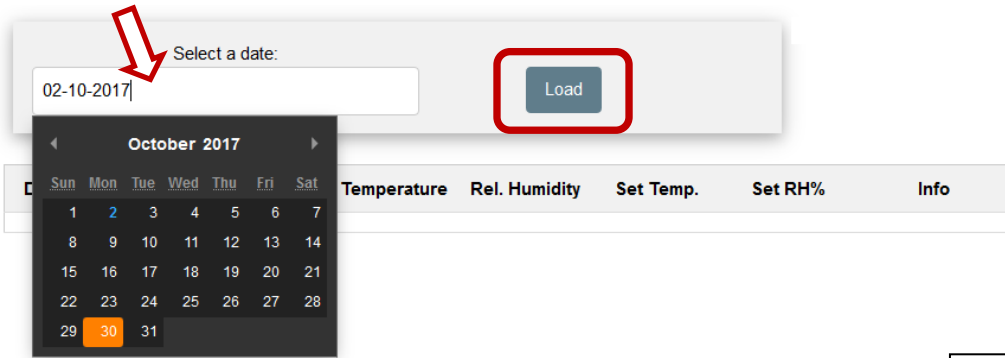 Select a date:
02-10-2017
Load
October 2017
D Temperature Rel. Humidity Set Temp. Set RH% Info
Sun Mon Tue Wed Thu Fri Sat
1 2 3 4 5 6 7
8 9 10 11 12 13 14
15 16 17 18 19 20 21
22 23 24 25 26 27 28
29 30 31